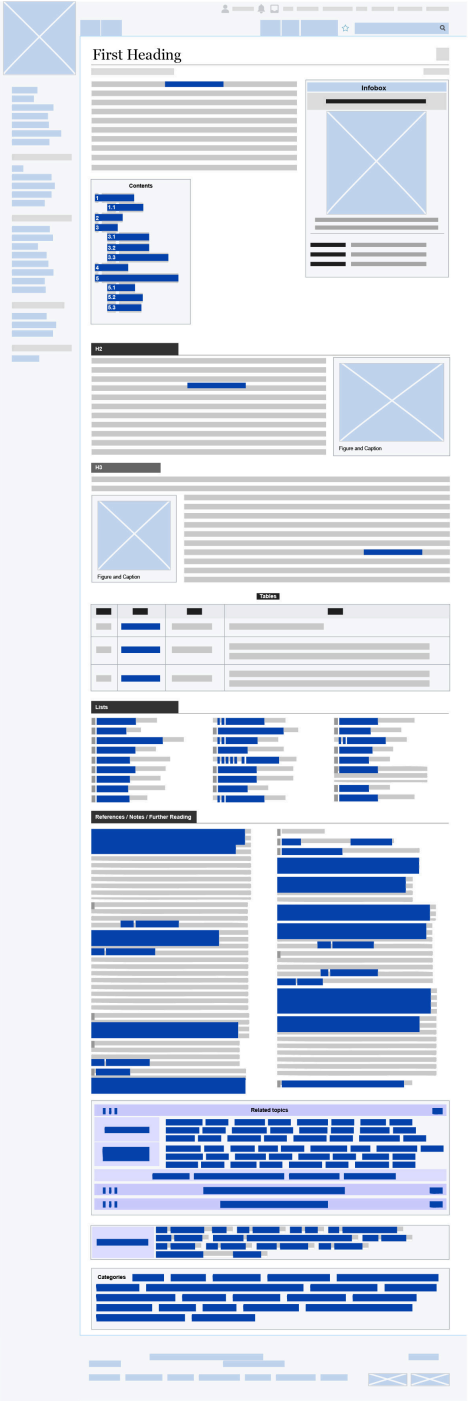 First Heading
Infobox
Contents
1
1.1
2
3
3.1
3.2
3.3
4
5
5.1
5.2
5.3
H2
Figure and Caption
H3
Figure and Caption
Tables
Lists
References / Notes / Further Reading
Related topics
Categories